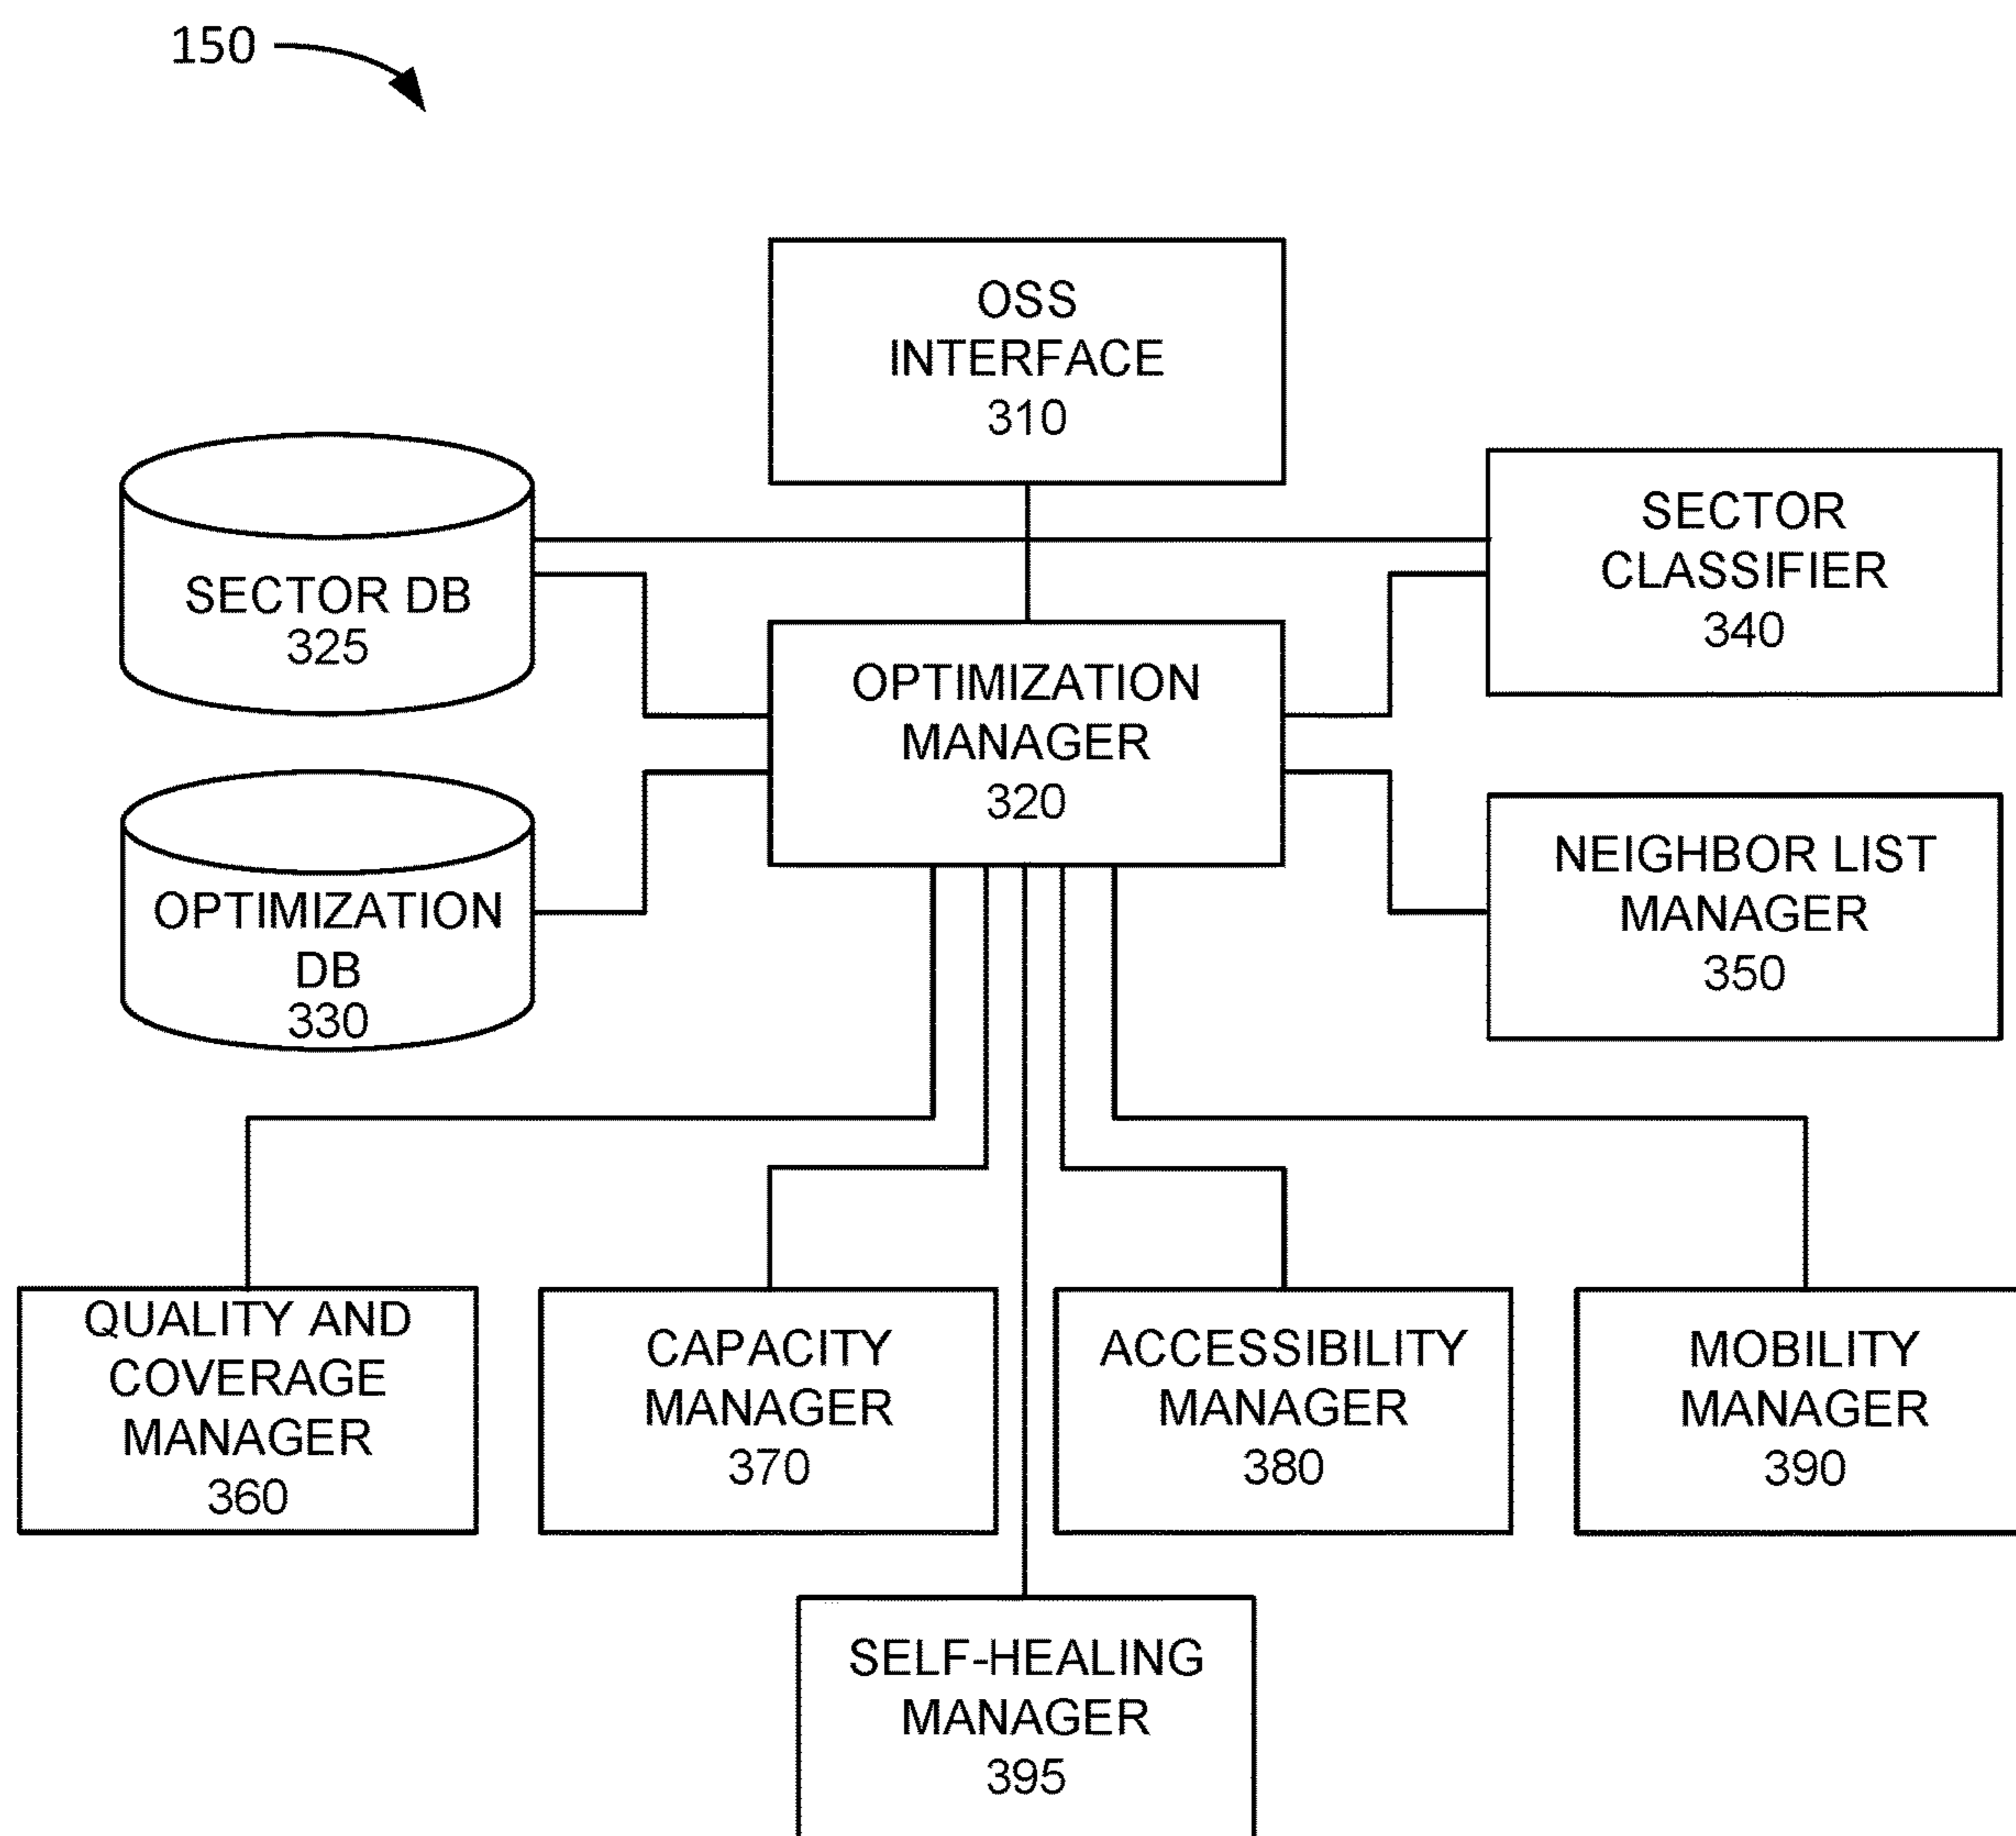 150
OSS
INTERFACE
310
SECTOR DB
325
SECTOR
CLASSIFIER
340
OPTIMIZATION
MANAGER
320
OPTIMIZATION
DB
330
NEIGHBOR LIST
MANAGER
350
QUALITY AND
COVERAGE
MANAGER
360
CAPACITY
MANAGER
370
ACCESSIBILITY
MANAGER
380
MOBILITY
MANAGER
390
SELF-HEALING
MANAGER
395